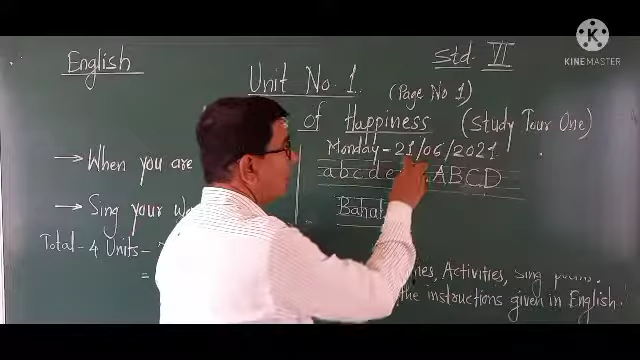 English
Std. VI
KINEMASTER
Unit No 1.
(Page No 1)
of Happiness (Study Tour One)
Monday - 21/06/2021
→ When you are
a b c d e ABCD
→ Sing your
Total - 4 Units -
=
Activities, Sing poems.
the instructions given in English.